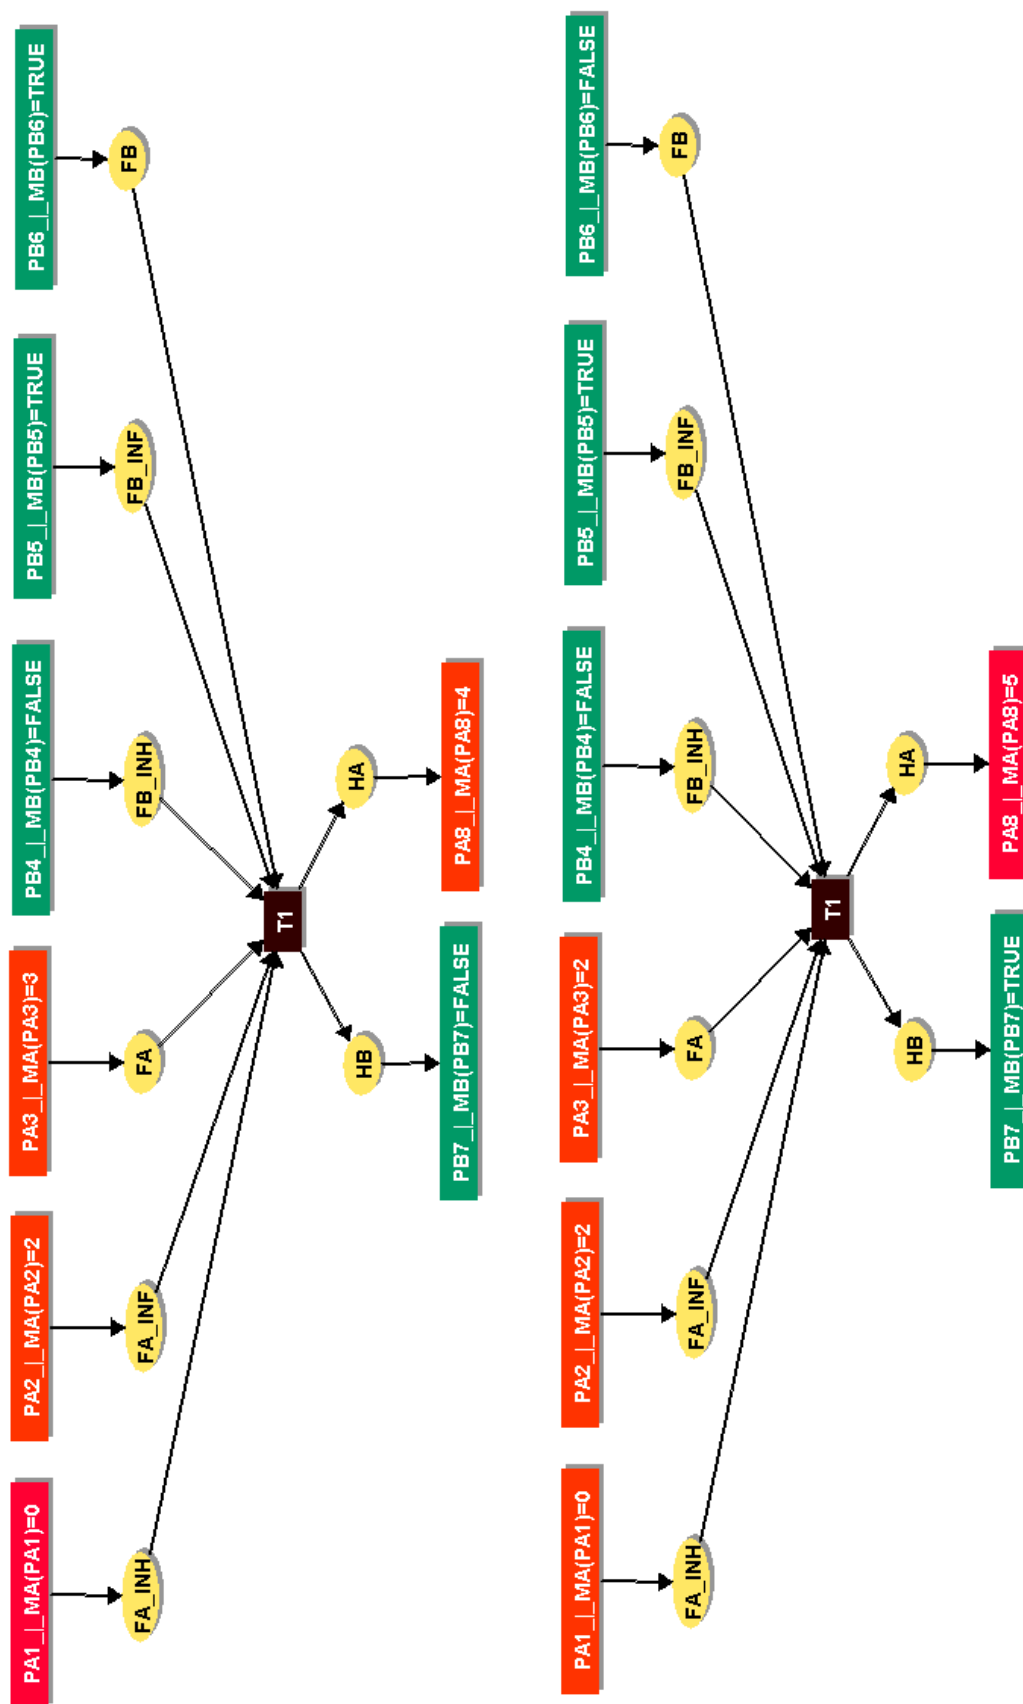 PA1_|_MA(PA1)=0
PA2_|_MA(PA2)=2
PA3_|_MA(PA3)=3
PB4_|_MB(PB4)=FALSE
PB5_|_MB(PB5)=TRUE
PB6_|_MB(PB6)=TRUE
FA_INH
FA_INF
FA
FB_INH
FB_INF
FB
T1
HB
HA
PB7_|_MB(PB7)=FALSE
PA8_|_MA(PA8)=4
PA1_|_MA(PA1)=0
PA2_|_MA(PA2)=2
PA3_|_MA(PA3)=2
PB4_|_MB(PB4)=FALSE
PB5_|_MB(PB5)=TRUE
PB6_|_MB(PB6)=FALSE
FA_INH
FA_INF
FA
FB_INH
FB_INF
FB
T1
HB
HA
PB7_|_MB(PB7)=TRUE
PA8_|_MA(PA8)=5